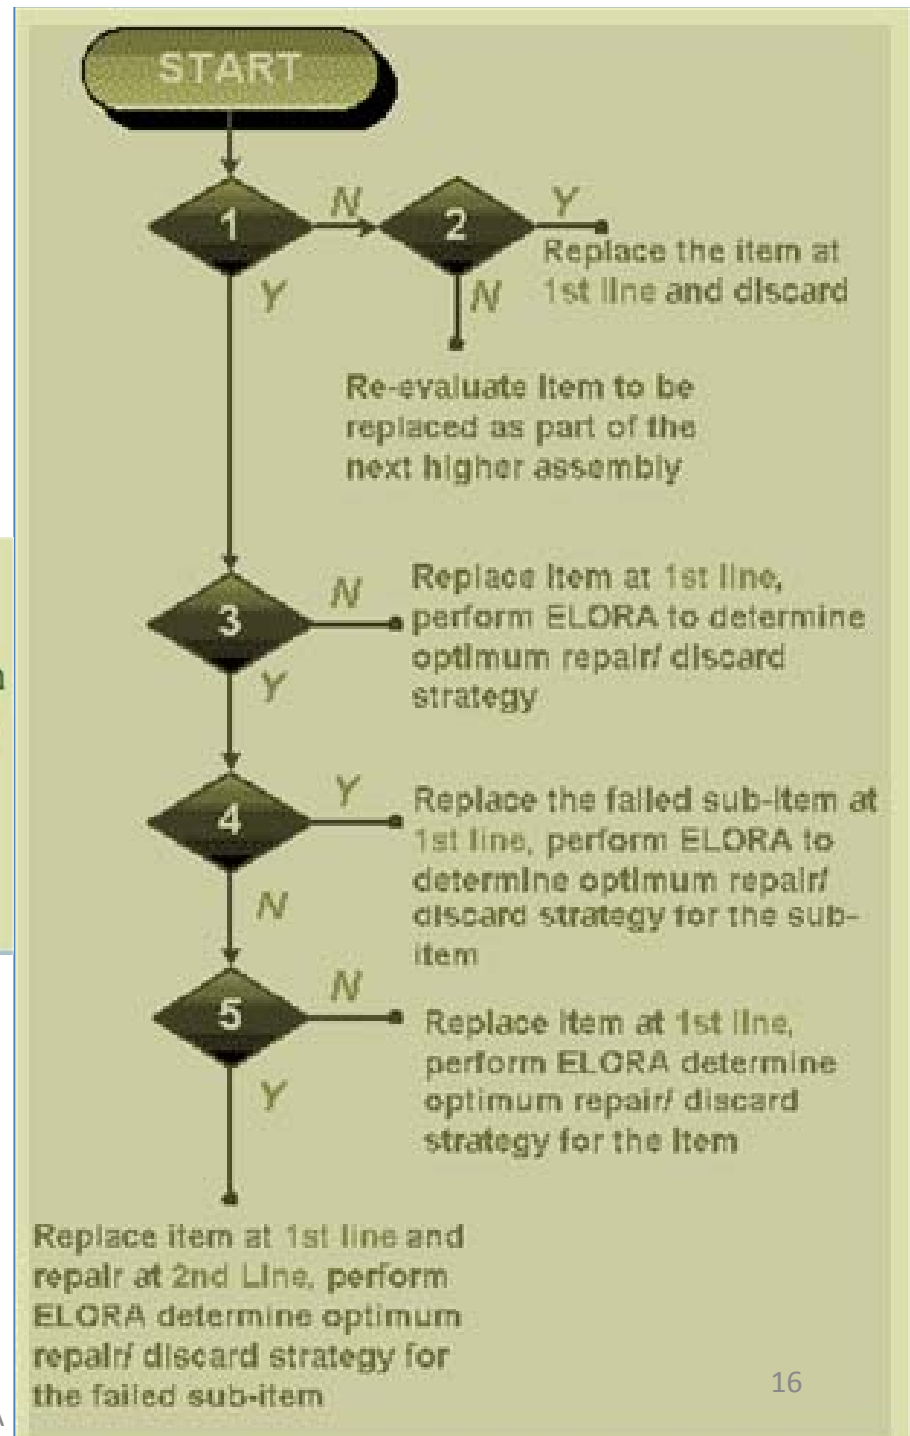 START
1
N
2
Y
Replace the item at
1st line and discard
Y
N
Re-evaluate item to be
replaced as part of the
next higher assembly
3
N
Replace item at 1st line,
perform ELORA to determine
optimum repair/ discard
strategy
Y
4
Y
Replace the failed sub-item at
1st line, perform ELORA to
determine optimum repair/
discard strategy for the sub-
item
N
5
N
Replace item at 1st line,
perform ELORA determine
optimum repair/ discard
strategy for the item
Y
Replace item at 1st line and
repair at 2nd Line, perform
ELORA determine optimum
repair/ discard strategy for
the failed sub-item
16